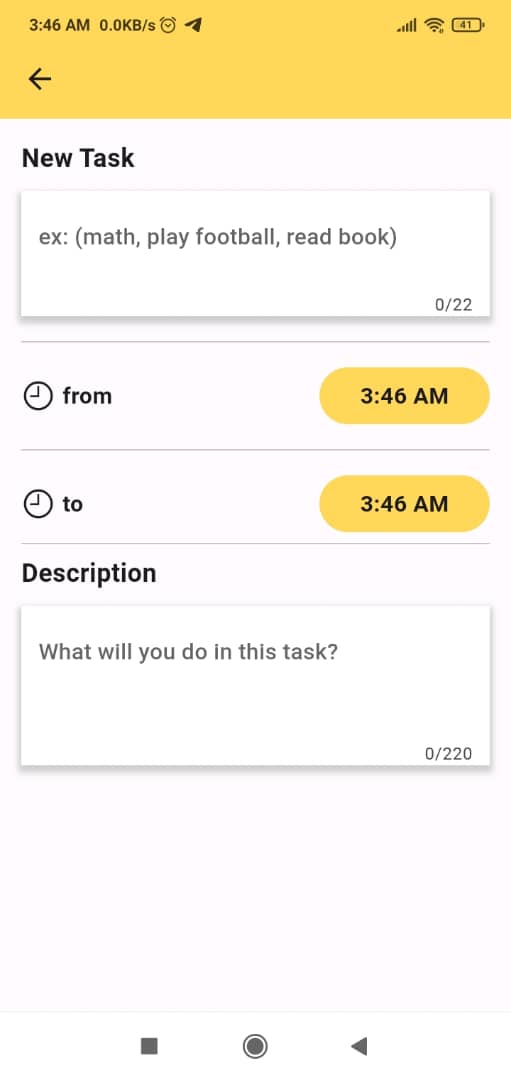 3:46 AM 0.0KB/s 41
New Task
ex: (math, play football, read book)
0/22
from 3:46 AM
to 3:46 AM
Description
What will you do in this task?
0/220